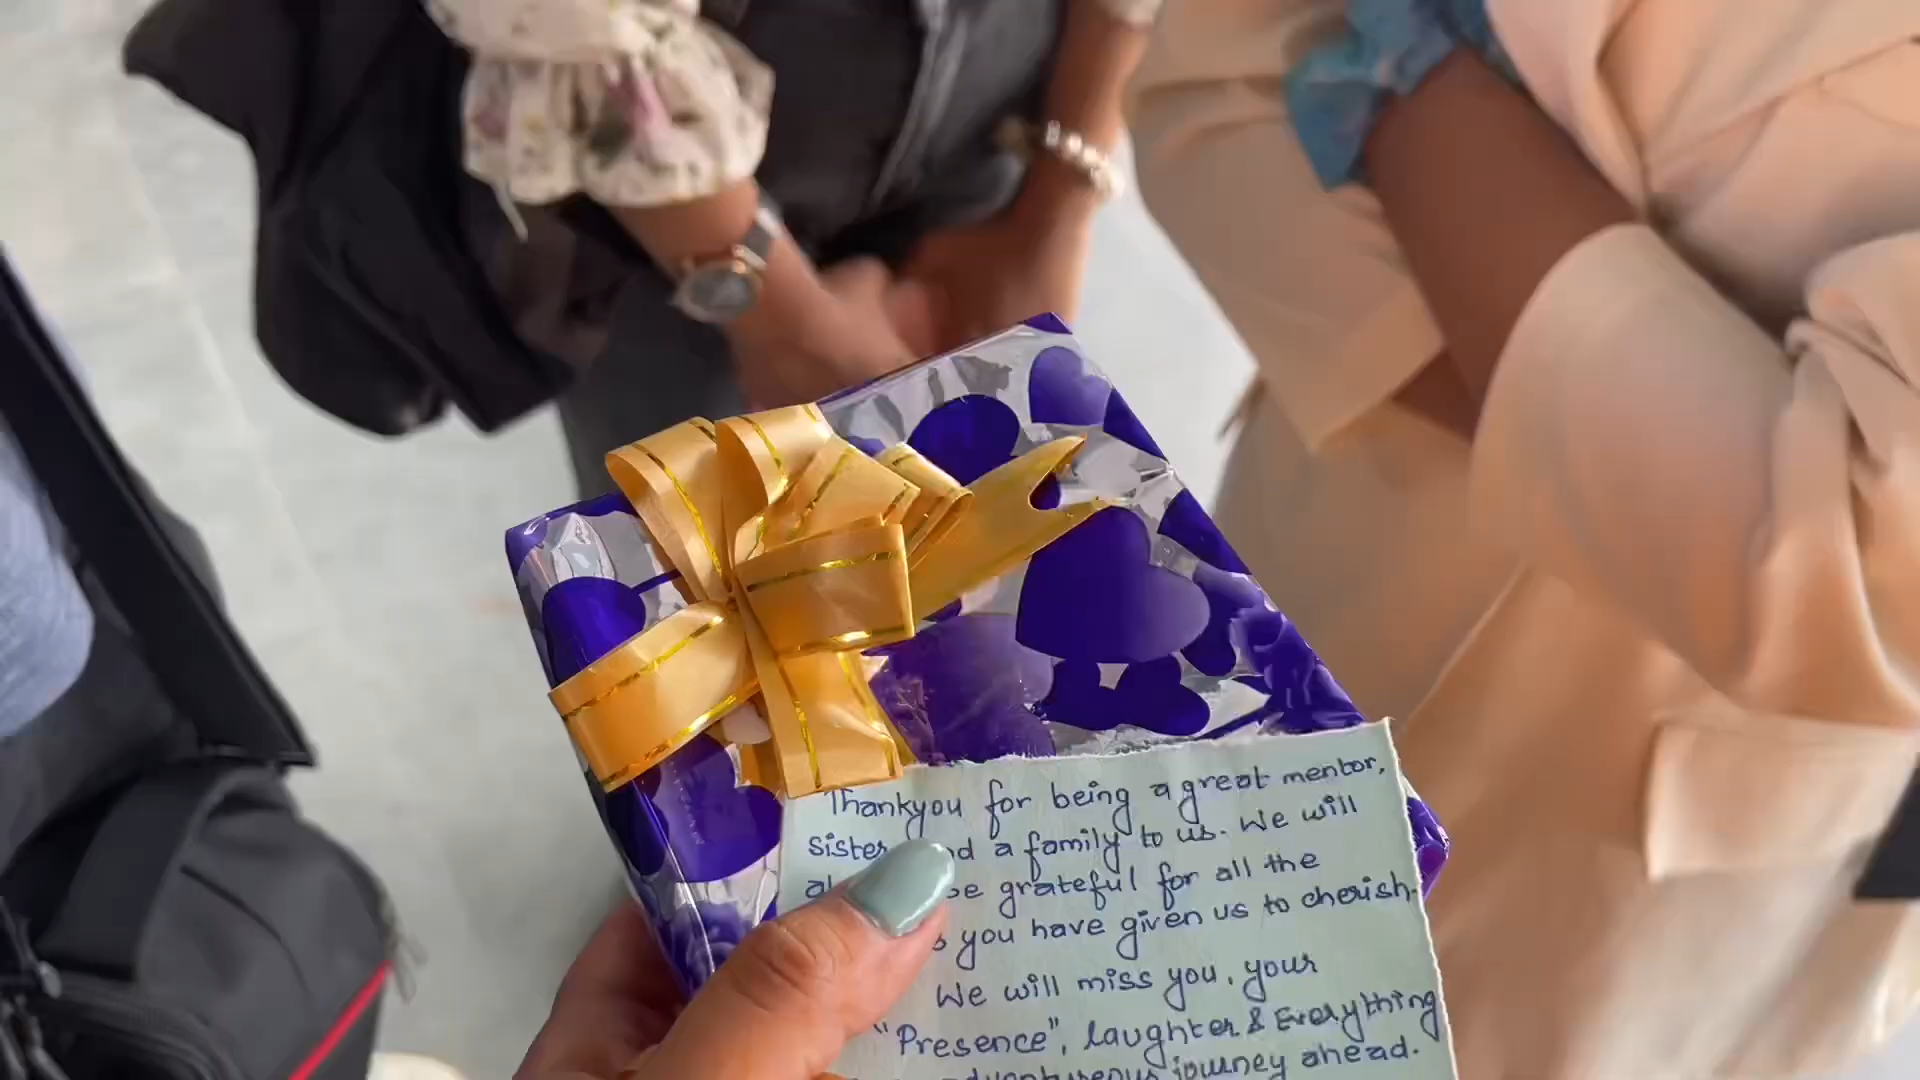 Thankyou for being a great mentor,
Sister a family to us. We will
be grateful for all the
you have given us to cherish.
We will miss you, your
"Presence", laughter & Everything
journey ahead.